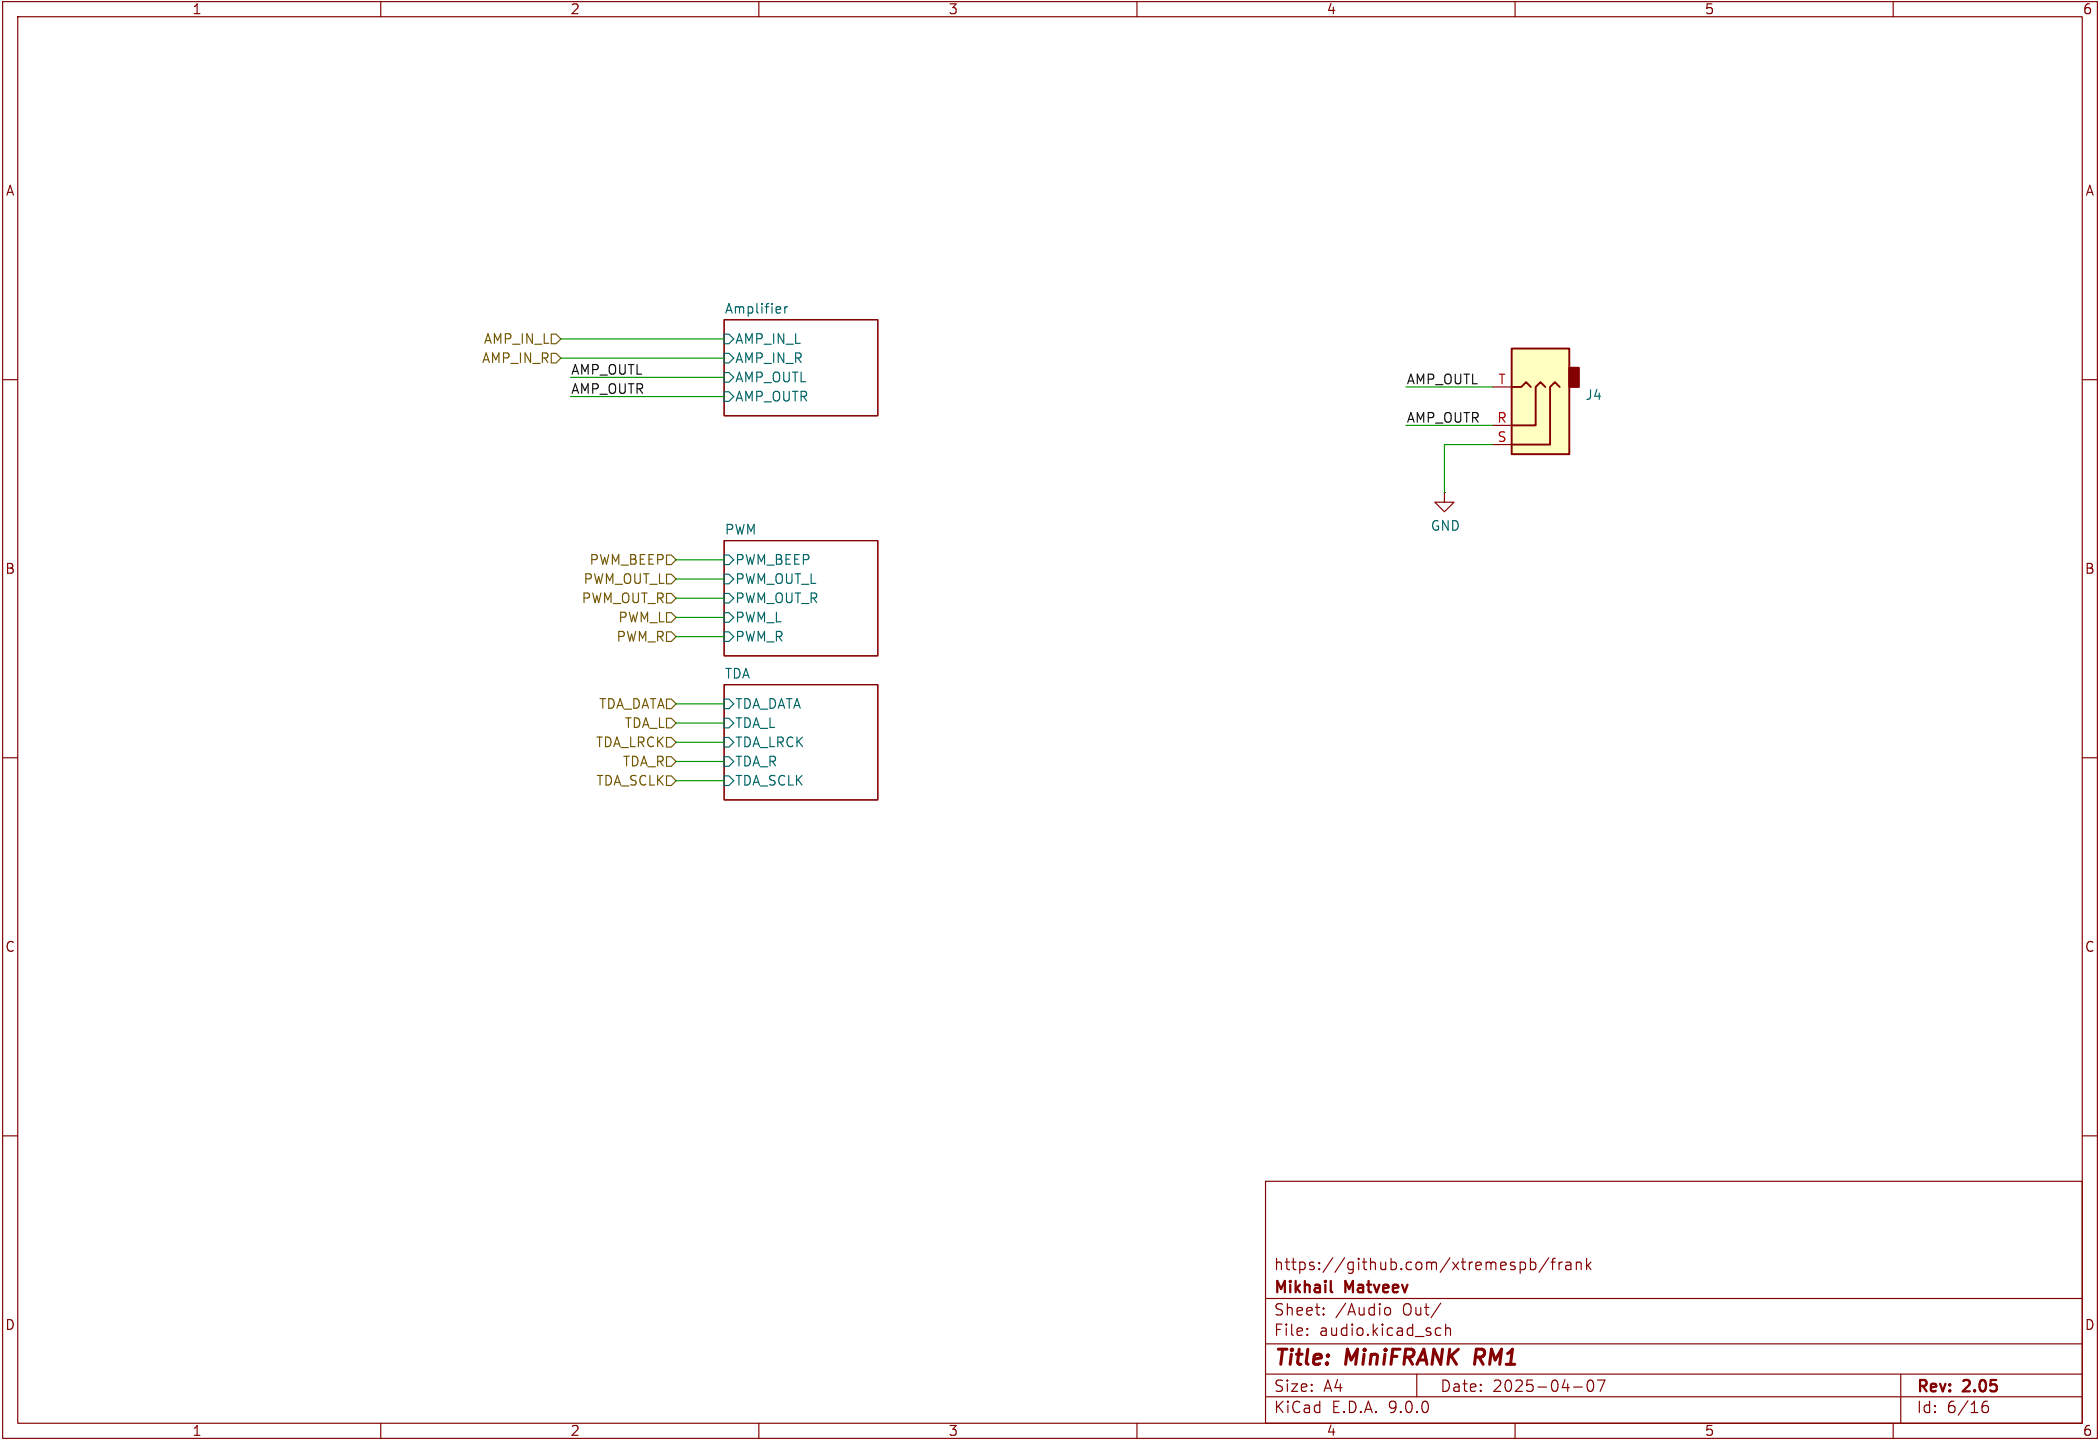 1 2 3 4 5 6
A A
Amplifier
AMP_IN_L AMP_IN_L
AMP_IN_R AMP_IN_R
AMP_OUTL AMP_OUTL
AMP_OUTR AMP_OUTR
AMP_OUTL T
J4
AMP_OUTR R
S
GND
PWM
PWM_BEEP PWM_BEEP
B B
PWM_OUT_L PWM_OUT_L
PWM_OUT_R PWM_OUT_R
PWM_L PWM_L
PWM_R PWM_R
TDA
TDA_DATA TDA_DATA
TDA_L TDA_L
TDA_LRCK TDA_LRCK
TDA_R TDA_R
TDA_SCLK TDA_SCLK
C C
https://github.com/xtremespb/frank
Mikhail Matveev
Sheet: /Audio Out/
D D
File: audio.kicad_sch
Title: MiniFRANK RM1
Size: A4 Date: 2025-04-07 Rev: 2.05
KiCad E.D.A. 9.0.0 Id: 6/16
1 2 3 4 5 6